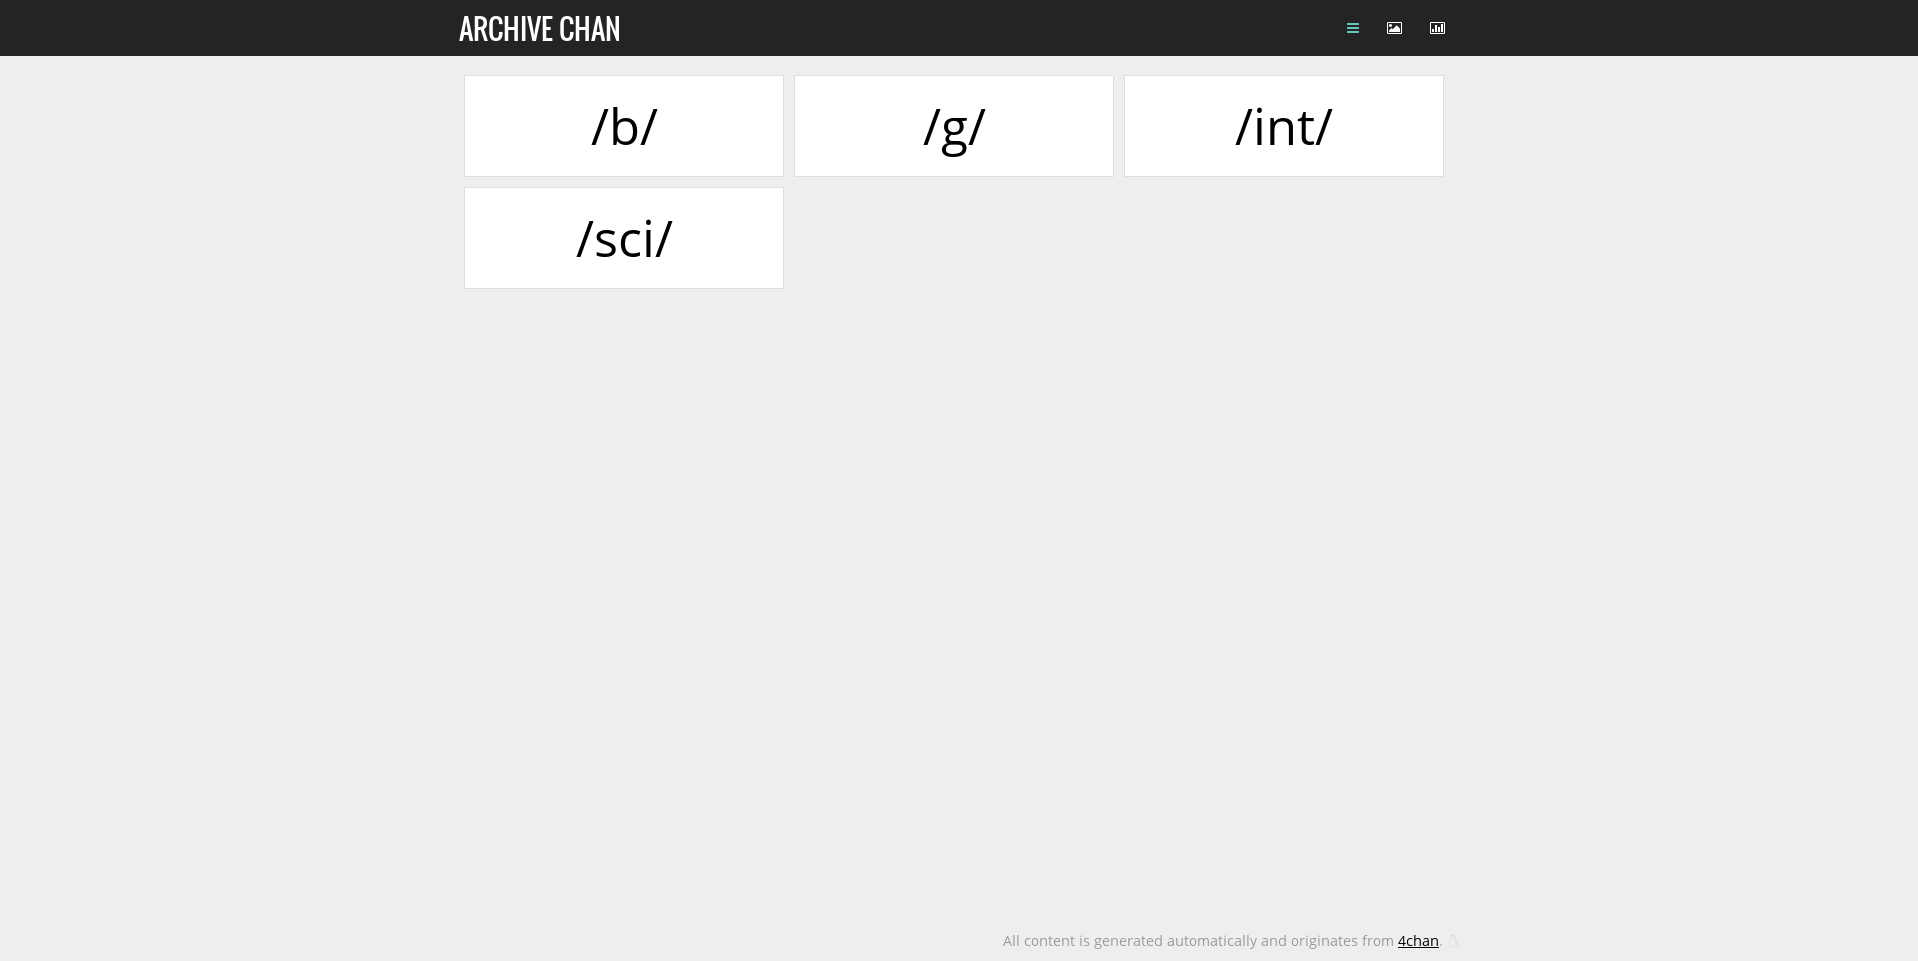 ARCHIVE CHAN
/b/
/g/
/int/
/sci/
All content is generated automatically and originates from 4chan.